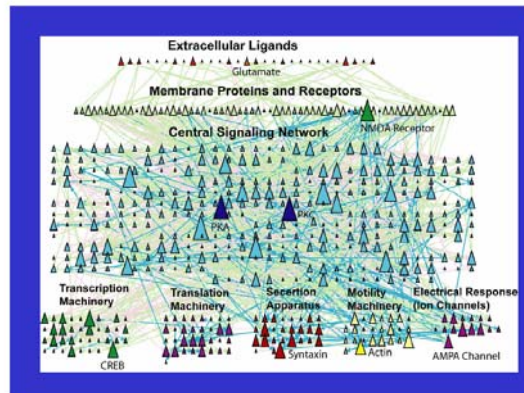 Extracellular Ligands
Glutamate
Membrane Proteins and Receptors
NMDA Receptor
Central Signaling Network
PKA
PKC
Transcription
Machinery
Translation
Machinery
Secertion
Apparatus
Motility
Machinery
Electrical Response
(Ion Channels)
CREB
Syntaxin
Actin
AMPA Channel